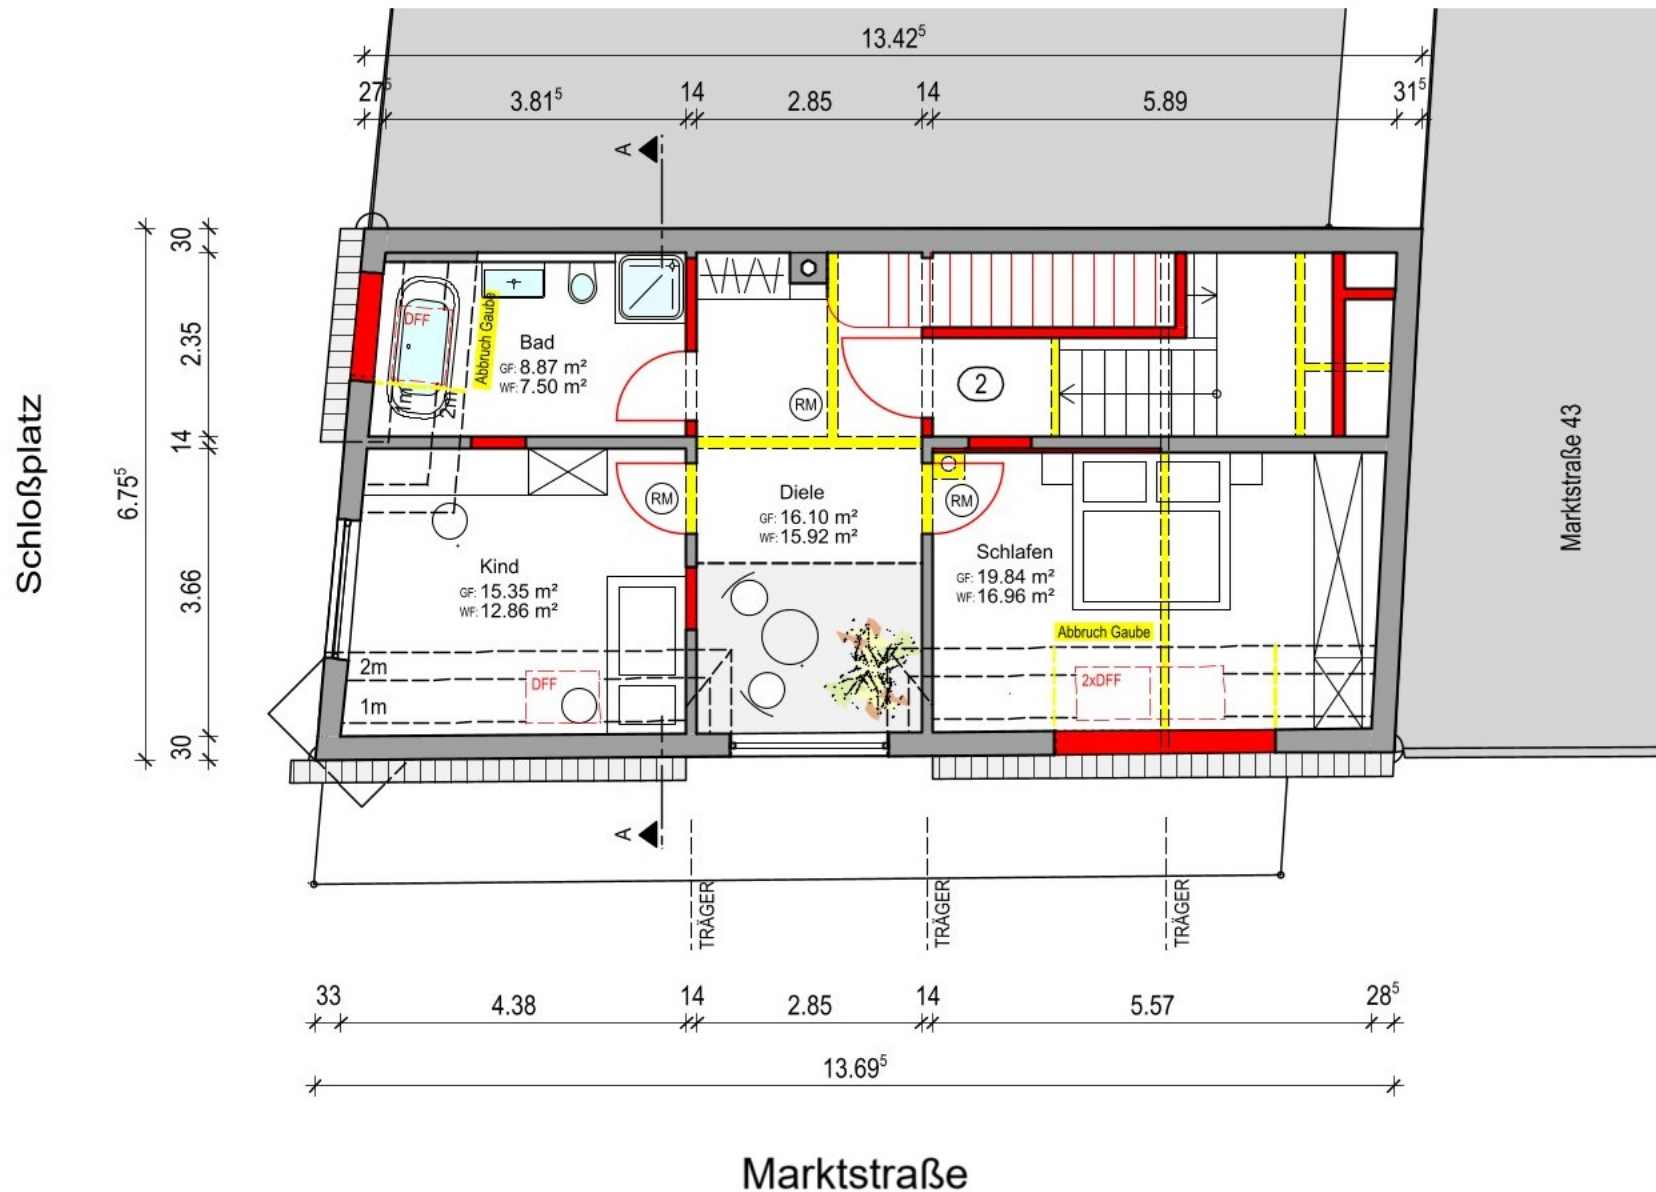 13.42⁵
27⁵
3.81⁵
14
2.85
14
5.89
31⁵
A
30
2.35
14
3.66
30
6.75⁵
Schloßplatz
Marktstraße 43
DFF
Abbruch Gaube
1m
2m
Bad
GF: 8.87 m²
WF: 7.50 m²
RM
2
RM
Diele
GF: 16.10 m²
WF: 15.92 m²
RM
Kind
GF: 15.35 m²
WF: 12.86 m²
Schlafen
GF: 19.84 m²
WF: 16.96 m²
Abbruch Gaube
2m
1m
DFF
2xDFF
A
TRÄGER
TRÄGER
TRÄGER
33
4.38
14
2.85
14
5.57
28⁵
13.69⁵
Marktstraße